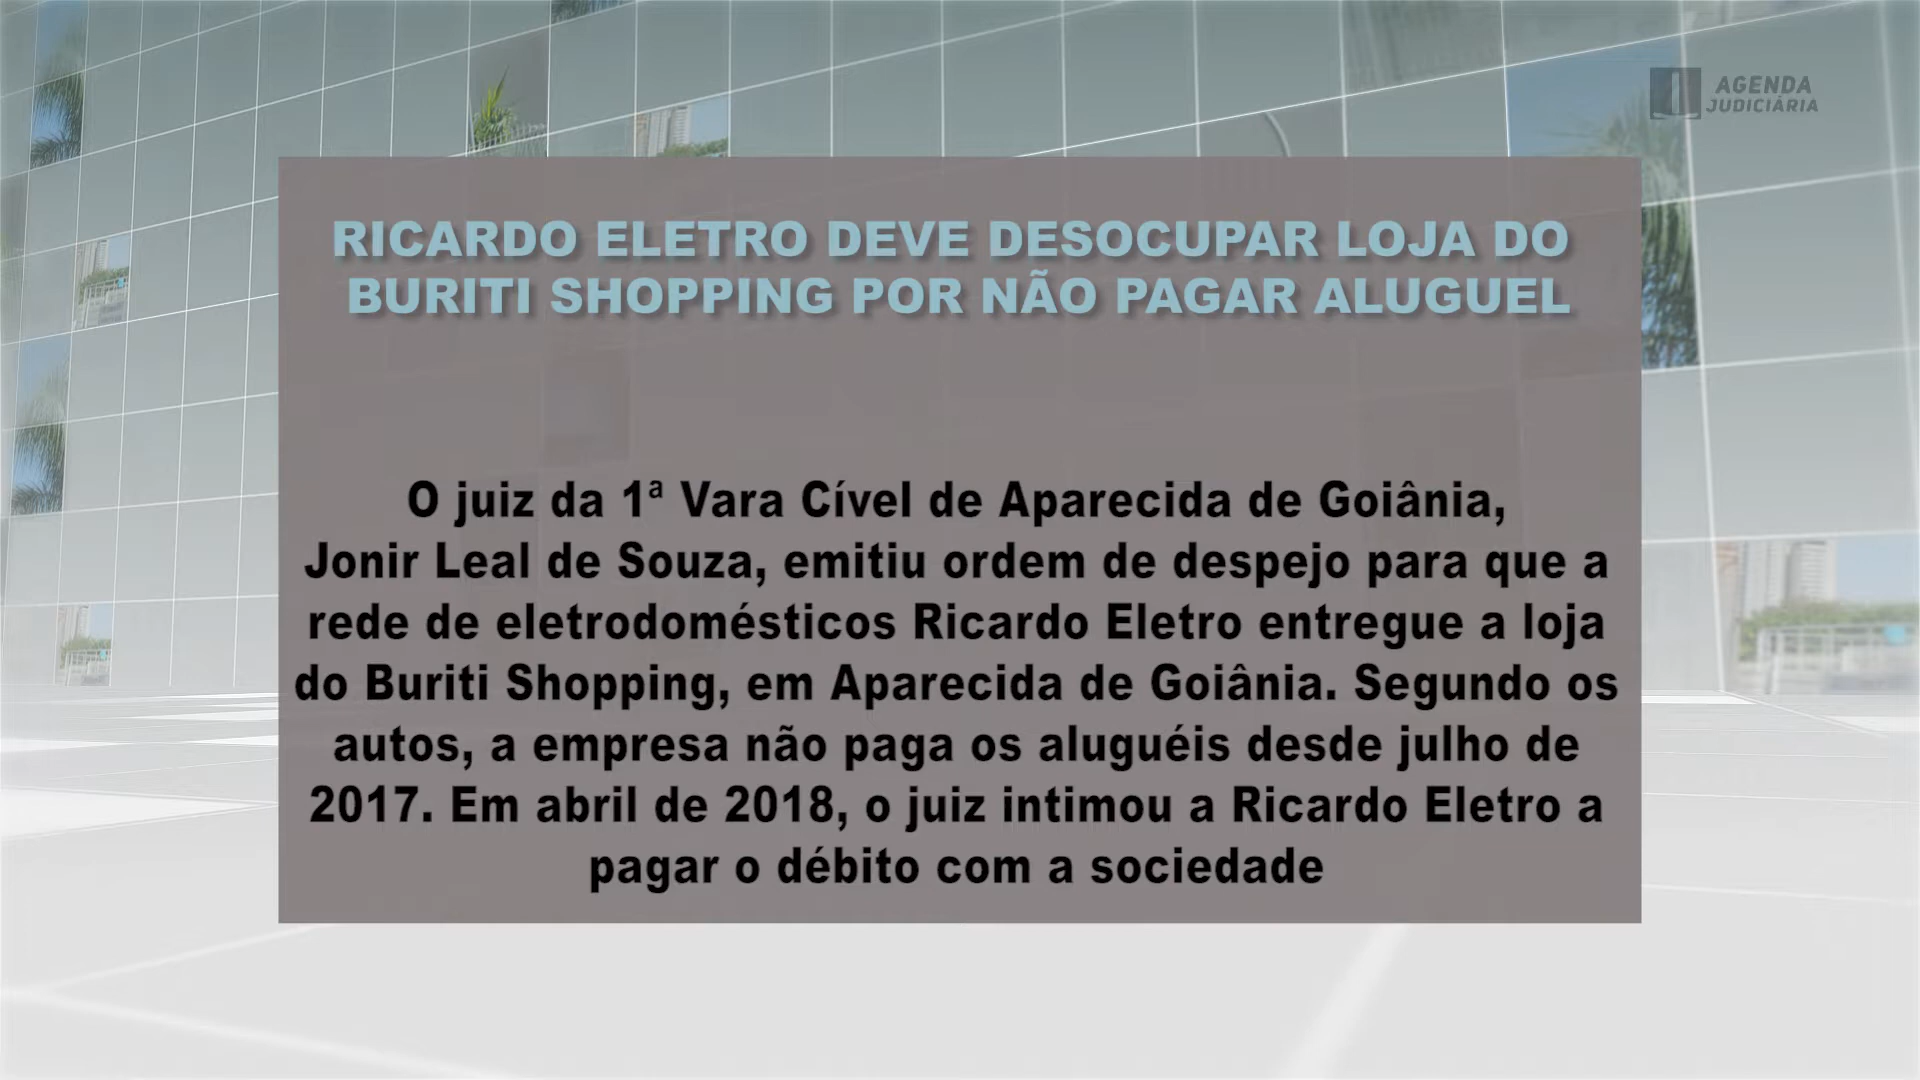 AGENDA
JUDICIÁRIA
RICARDO ELETRO DEVE DESOCUPAR LOJA DO
BURITI SHOPPING POR NÃO PAGAR ALUGUEL
O juiz da 1ª Vara Cível de Aparecida de Goiânia,
Jonir Leal de Souza, emitiu ordem de despejo para que a
rede de eletrodomésticos Ricardo Eletro entregue a loja
do Buriti Shopping, em Aparecida de Goiânia. Segundo os
autos, a empresa não paga os aluguéis desde julho de
2017. Em abril de 2018, o juiz intimou a Ricardo Eletro a
pagar o débito com a sociedade